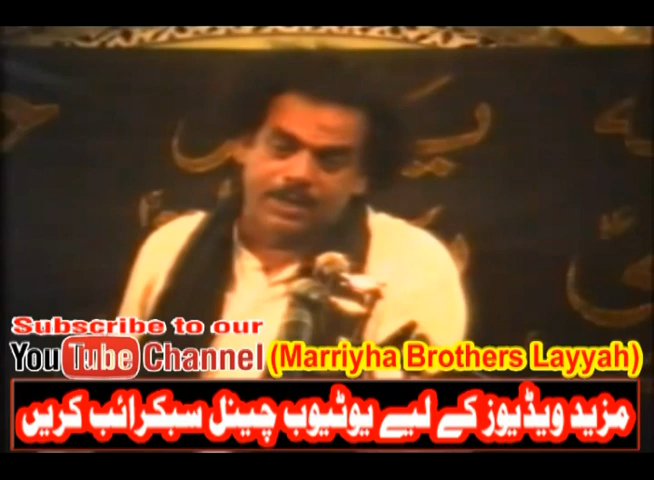 Subscribe to our
YouTube Channel (Marriyha Brothers Layyah)
مزید ویڈیوز کے لیے یوٹیوب چینل سبکرائب کریں